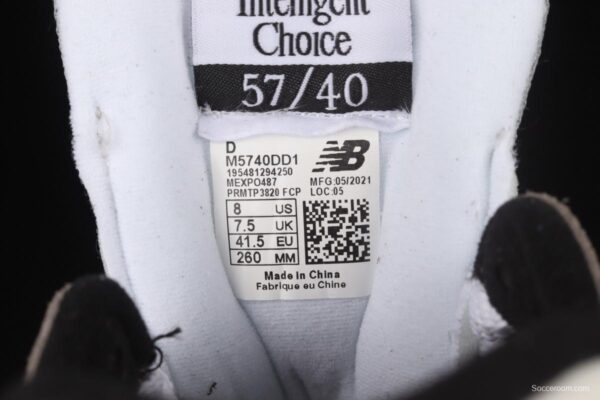 Intelligent
Choice
57/40
D
M5740DD1
195481294250
MEXPO487
PRMTP3820 FCP
NB
MFG:05/2021
LOC:05
8 US
7.5 UK
41.5 EU
260 MM
Made in China
Fabrique eu Chine
Socceroom.com